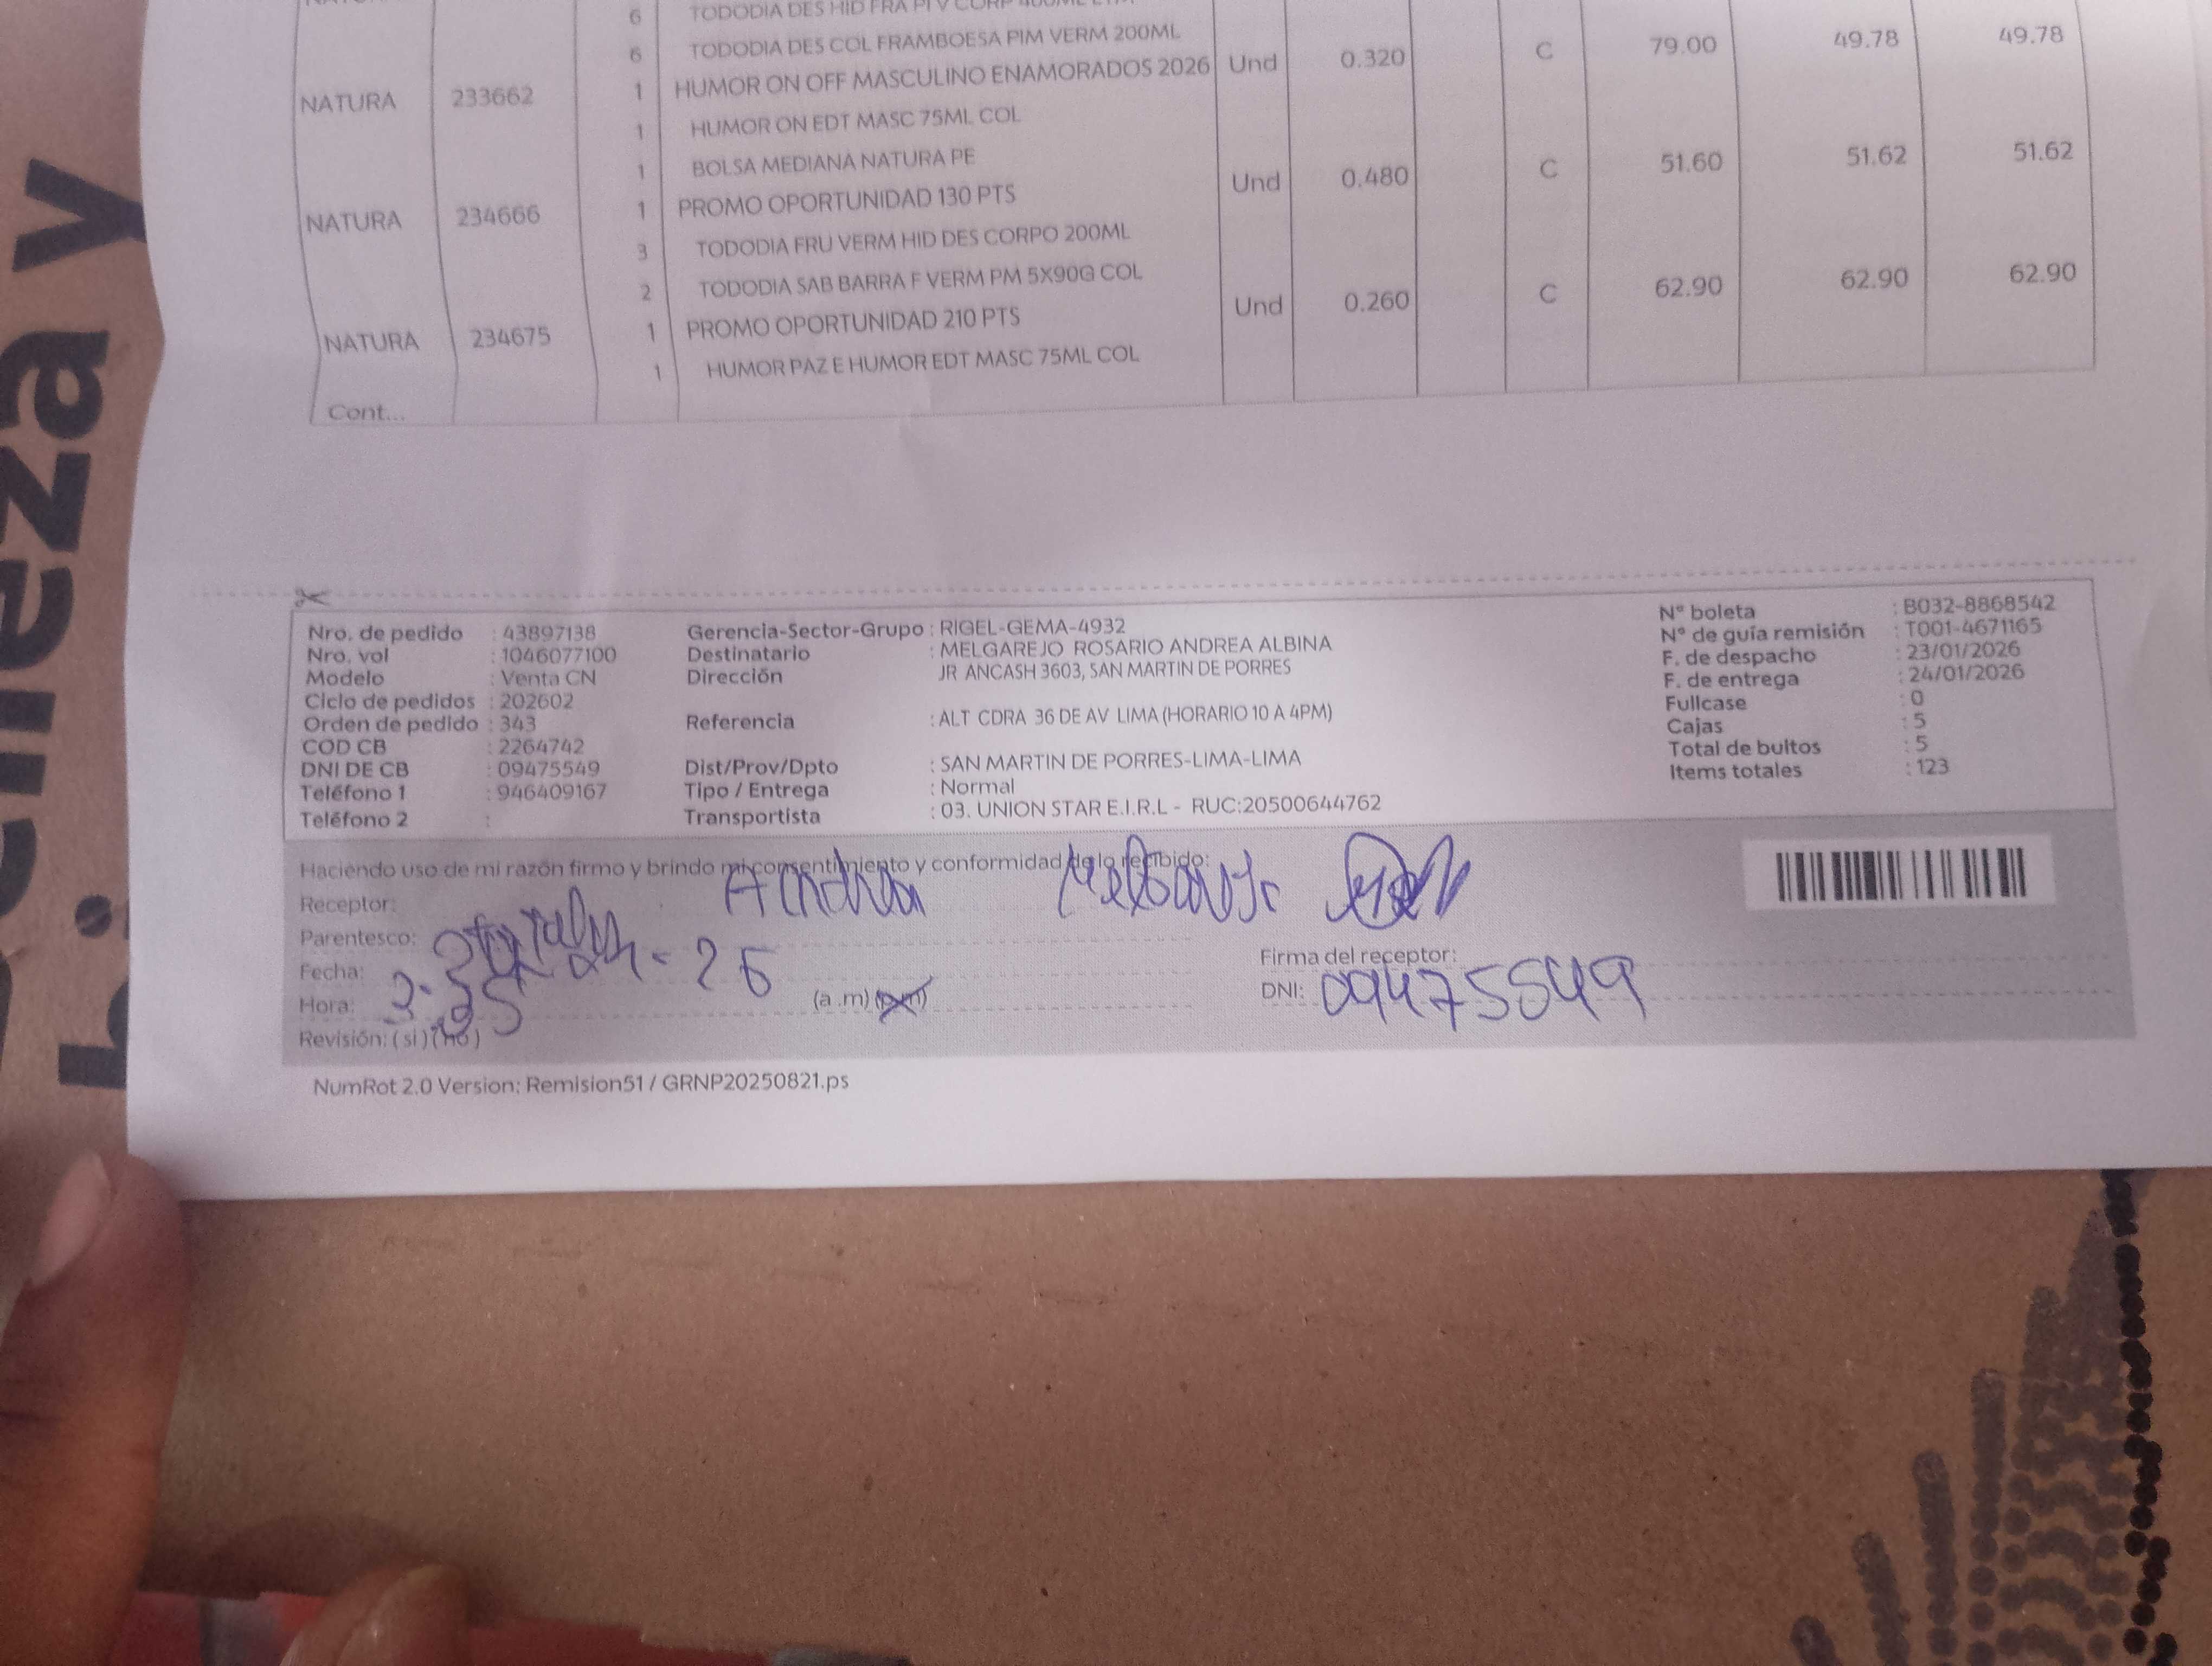 6 TODODIA DES HID FRA PI V CORP 400ML
6 TODODIA DES COL FRAMBOESA PIM VERM 200ML
NATURA 233662 1 HUMOR ON OFF MASCULINO ENAMORADOS 2026 Und 0.320 C 79.00 49.78 49.78
1 HUMOR ON EDT MASC 75ML COL
1 BOLSA MEDIANA NATURA PE
NATURA 234666 1 PROMO OPORTUNIDAD 130 PTS Und 0.480 C 51.60 51.62 51.62
3 TODODIA FRU VERM HID DES CORPO 200ML
2 TODODIA SAB BARRA F VERM PM 5X90G COL
NATURA 234675 1 PROMO OPORTUNIDAD 210 PTS Und 0.260 C 62.90 62.90 62.90
1 HUMOR PAZ E HUMOR EDT MASC 75ML COL
Cont...
Nro. de pedido : 43897138
Nro. vol : 1046077100
Modelo : Venta CN
Ciclo de pedidos : 202602
Orden de pedido : 343
COD CB : 2264742
DNI DE CB : 09475549
Teléfono 1 : 946409167
Teléfono 2 :
Gerencia-Sector-Grupo : RIGEL-GEMA-4932
Destinatario : MELGAREJO ROSARIO ANDREA ALBINA
Dirección JR ANCASH 3603, SAN MARTIN DE PORRES
Referencia : ALT CDRA 36 DE AV LIMA (HORARIO 10 A 4PM)
Dist/Prov/Dpto : SAN MARTIN DE PORRES-LIMA-LIMA
Tipo / Entrega : Normal
Transportista : 03. UNION STAR E.I.R.L - RUC:20500644762
N° boleta : B032-8868542
N° de guía remisión : T001-4671165
F. de despacho : 23/01/2026
F. de entrega : 24/01/2026
Fullcase : 0
Cajas : 5
Total de bultos : 5
Items totales : 123
Haciendo uso de mi razón firmo y brindo mi consentimiento y conformidad de lo recibido:
Receptor: Andrea Melgarejo
Parentesco:
Fecha: 26
Hora: (a .m) (p.m)
Revisión: ( si ) ( no )
Firma del receptor:
DNI: 09475549
NumRot 2.0 Version: Remision51 / GRNP20250821.ps